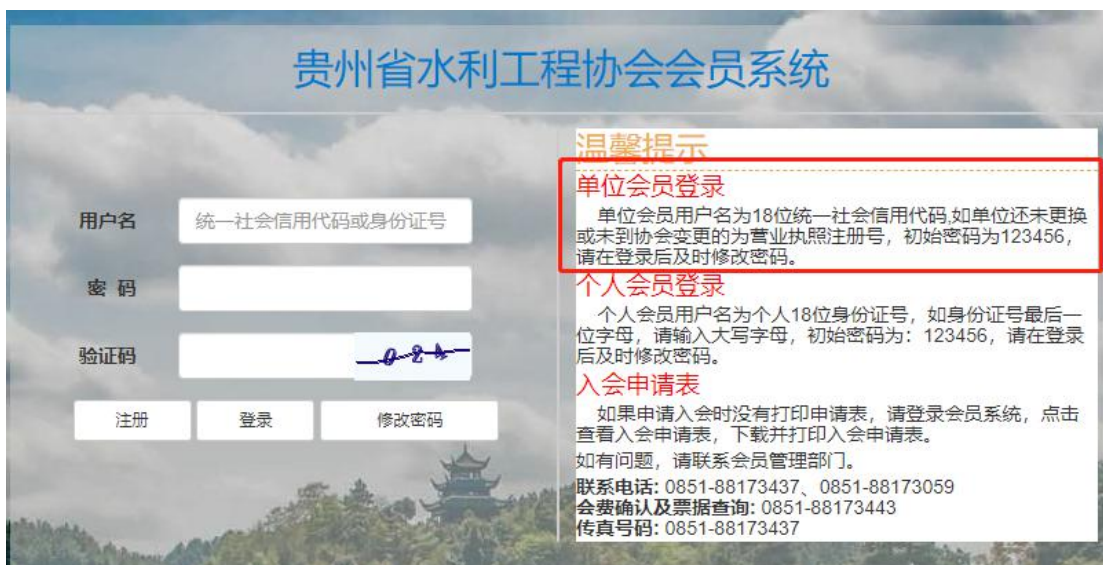 贵州省水利工程协会会员系统
用户名
统一社会信用代码或身份证号
密 码
验证码
注册
登录
修改密码
温馨提示
单位会员登录
单位会员用户名为18位统一社会信用代码,如单位还未更换
或未到协会变更的为营业执照注册号，初始密码为123456，
请在登录后及时修改密码。
个人会员登录
个人会员用户名为个人18位身份证号，如身份证号最后一
位字母，请输入大写字母，初始密码为：123456，请在登录
后及时修改密码。
入会申请表
如果申请入会时没有打印申请表，请登录会员系统，点击
查看入会申请表，下载并打印入会申请表。
如有问题，请联系会员管理部门。
联系电话: 0851-88173437、0851-88173059
会费确认及票据查询: 0851-88173443
传真号码: 0851-88173437